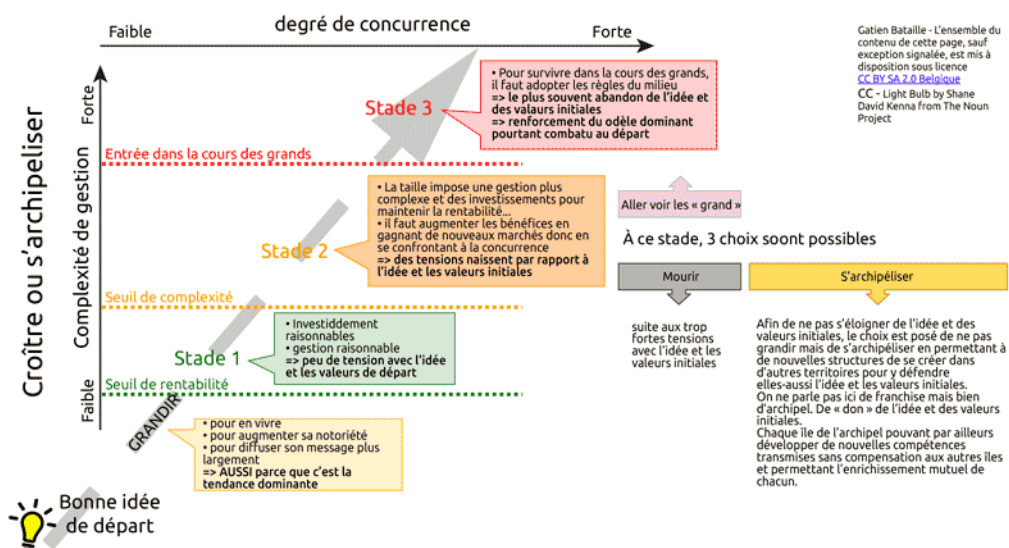 degré de concurrence
Faible
Forte
Gatien Bataille - L'ensemble du
contenu de cette page, sauf
exception signalée, est mis à
disposition sous licence
CC BY SA 2.0 Belgique
CC - Light Bulb by Shane
David Kenna from The Noun
Project
Croître ou s'archipeliser
Complexité de gestion
Forte
Faible
Stade 3
• Pour survivre dans la cours des grands,
il faut adopter les règles du milieu
=> le plus souvent abandon de l'idée et
des valeurs initiales
=> renforcement du odèle dominant
pourtant combatu au départ
Entrée dans la cours des grands
Stade 2
• La taille impose une gestion plus
complexe et des investissements pour
maintenir la rentabilité...
• il faut augmenter les bénéfices en
gagnant de nouveaux marchés donc en
se confrontant à la concurrence
=> des tensions naissent par rapport à
l'idée et les valeurs initiales
Seuil de complexité
Stade 1
• Investiddement
raisonnables
• gestion raisonnable
=> peu de tension avec l'idée
et les valeurs de départ
Seuil de rentabilité
GRANDIR
• pour en vivre
• pour augmenter sa notoriété
• pour diffuser son message plus
largement
=> AUSSI parce que c'est la
tendance dominante
Bonne idée
de départ
Aller voir les « grand »
À ce stade, 3 choix soont possibles
Mourir
suite aux trop
fortes tensions
avec l'idée et les
valeurs initiales
S'archipéliser
Afin de ne pas s'éloigner de l'idée et des
valeurs initiales, le choix est posé de ne pas
grandir mais de s'archipéliser en permettant à
de nouvelles structures de se créer dans
d'autres territoires pour y défendre
elles-aussi l'idée et les valeurs initiales.
On ne parle pas ici de franchise mais bien
d'archipel. De « don » de l'idée et des valeurs
initiales.
Chaque île de l'archipel pouvant par ailleurs
développer de nouvelles compétences
transmises sans compensation aux autres îles
et permettant l'enrichissement mutuel de
chacun.